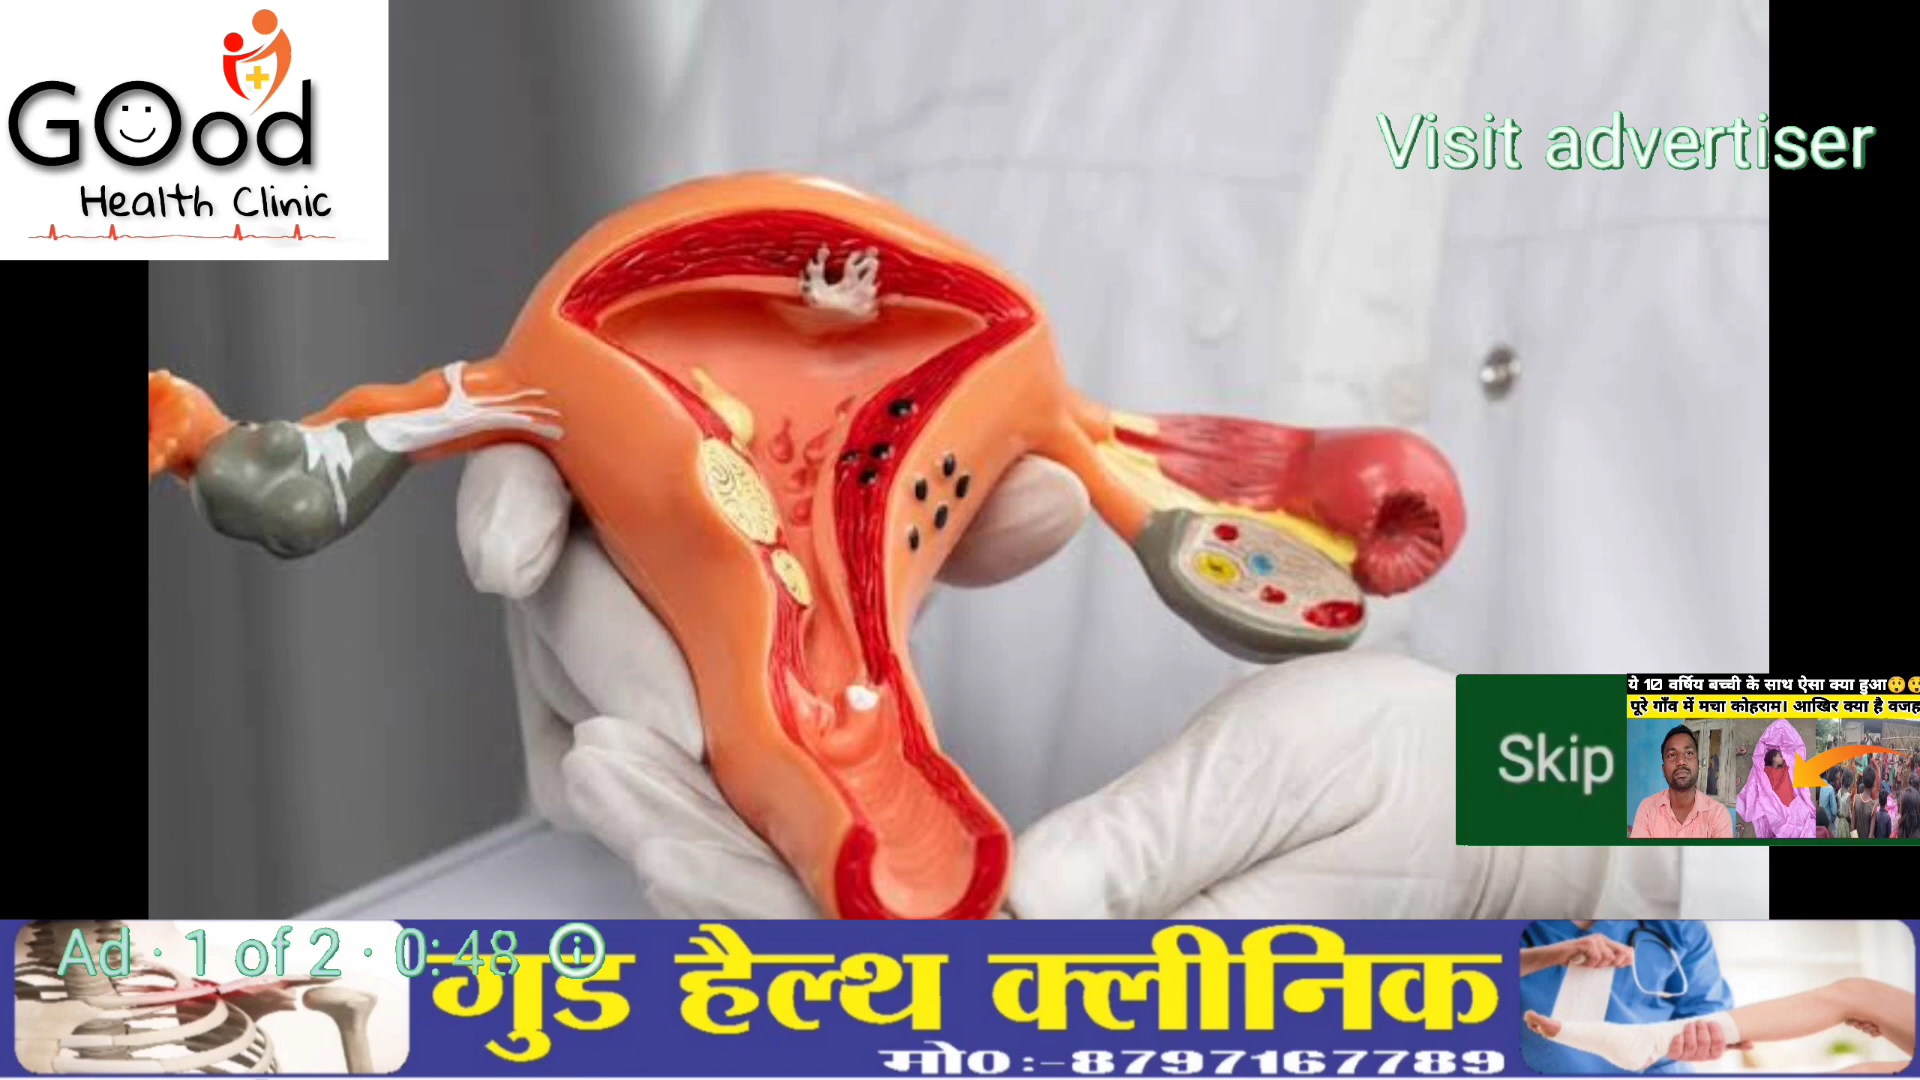 GOod
Health Clinic
Visit advertiser
ये 12 वर्षिय बच्ची के साथ ऐसा क्या हुआ😲😲
पूरे गाँव में मचा कोहराम। आखिर क्या है वजह
Skip
Ad · 1 of 2 · 0:48
गुड हैल्थ क्लीनिक
मो०:-8797167789